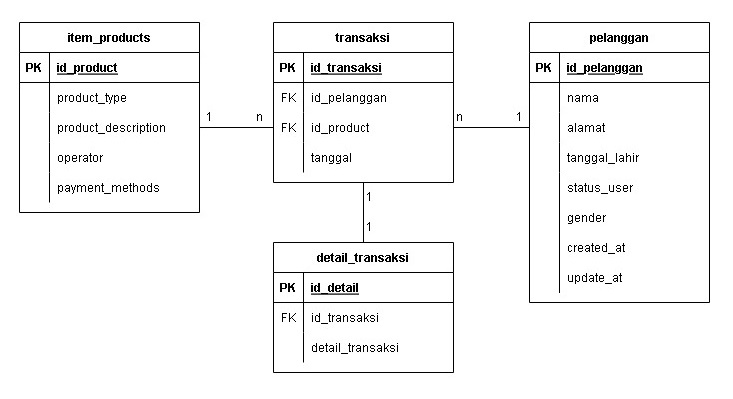 item_products
PK id_product
product_type
product_description
operator
payment_methods
1 n
transaksi
PK id_transaksi
FK id_pelanggan
FK id_product
tanggal
n 1
pelanggan
PK id_pelanggan
nama
alamat
tanggal_lahir
status_user
gender
created_at
update_at
1
1
detail_transaksi
PK id_detail
FK id_transaksi
detail_transaksi